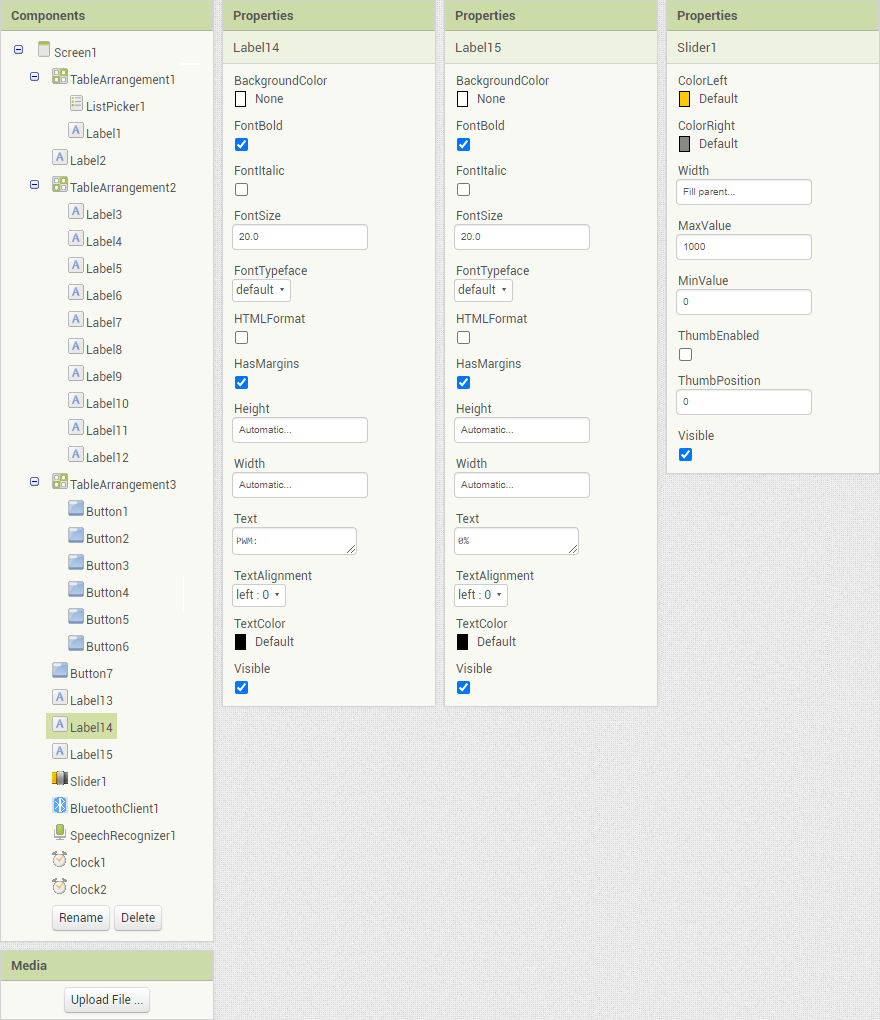 Components
Screen1
TableArrangement1
ListPicker1
A Label1
A Label2
TableArrangement2
A Label3
A Label4
A Label5
A Label6
A Label7
A Label8
A Label9
A Label10
A Label11
A Label12
TableArrangement3
Button1
Button2
Button3
Button4
Button5
Button6
Button7
A Label13
A Label14
A Label15
Slider1
BluetoothClient1
SpeechRecognizer1
Clock1
Clock2
Rename Delete
Media
Upload File ...
Properties
Label14
BackgroundColor
None
FontBold
FontItalic
FontSize
20.0
FontTypeface
default
HTMLFormat
HasMargins
Height
Automatic...
Width
Automatic...
Text
PWM:
TextAlignment
left : 0
TextColor
Default
Visible
Properties
Label15
BackgroundColor
None
FontBold
FontItalic
FontSize
20.0
FontTypeface
default
HTMLFormat
HasMargins
Height
Automatic...
Width
Automatic...
Text
0%
TextAlignment
left : 0
TextColor
Default
Visible
Properties
Slider1
ColorLeft
Default
ColorRight
Default
Width
Fill parent...
MaxValue
1000
MinValue
0
ThumbEnabled
ThumbPosition
0
Visible